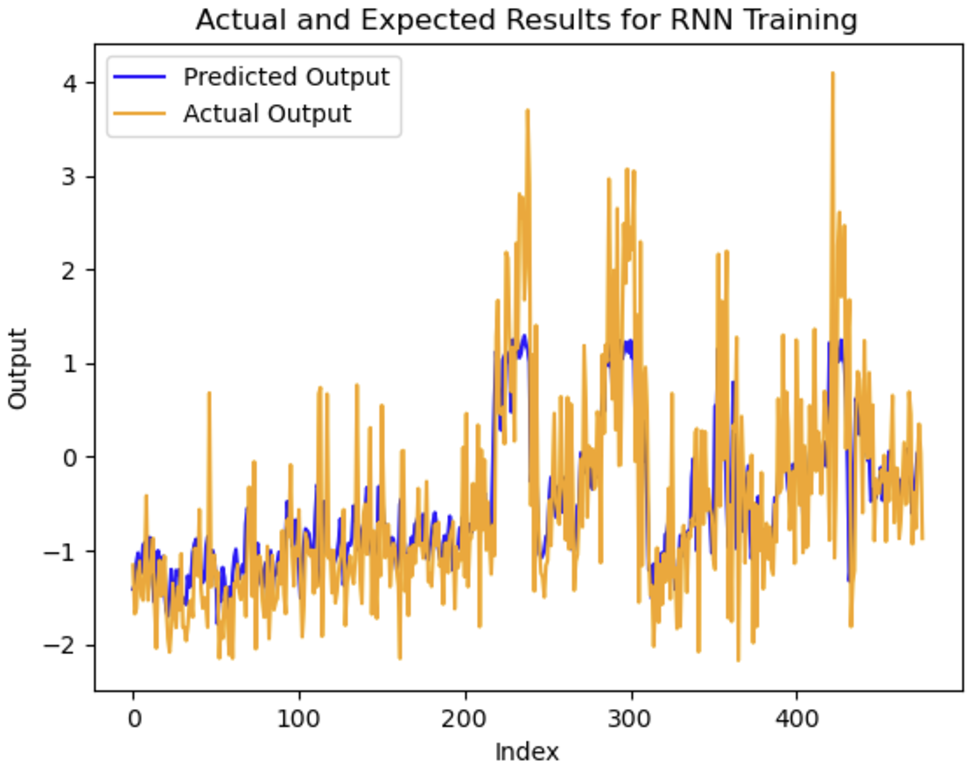 Actual and Expected Results for RNN Training
Predicted Output
Actual Output
4
3
2
1
0
−1
−2
Output
0 100 200 300 400
Index